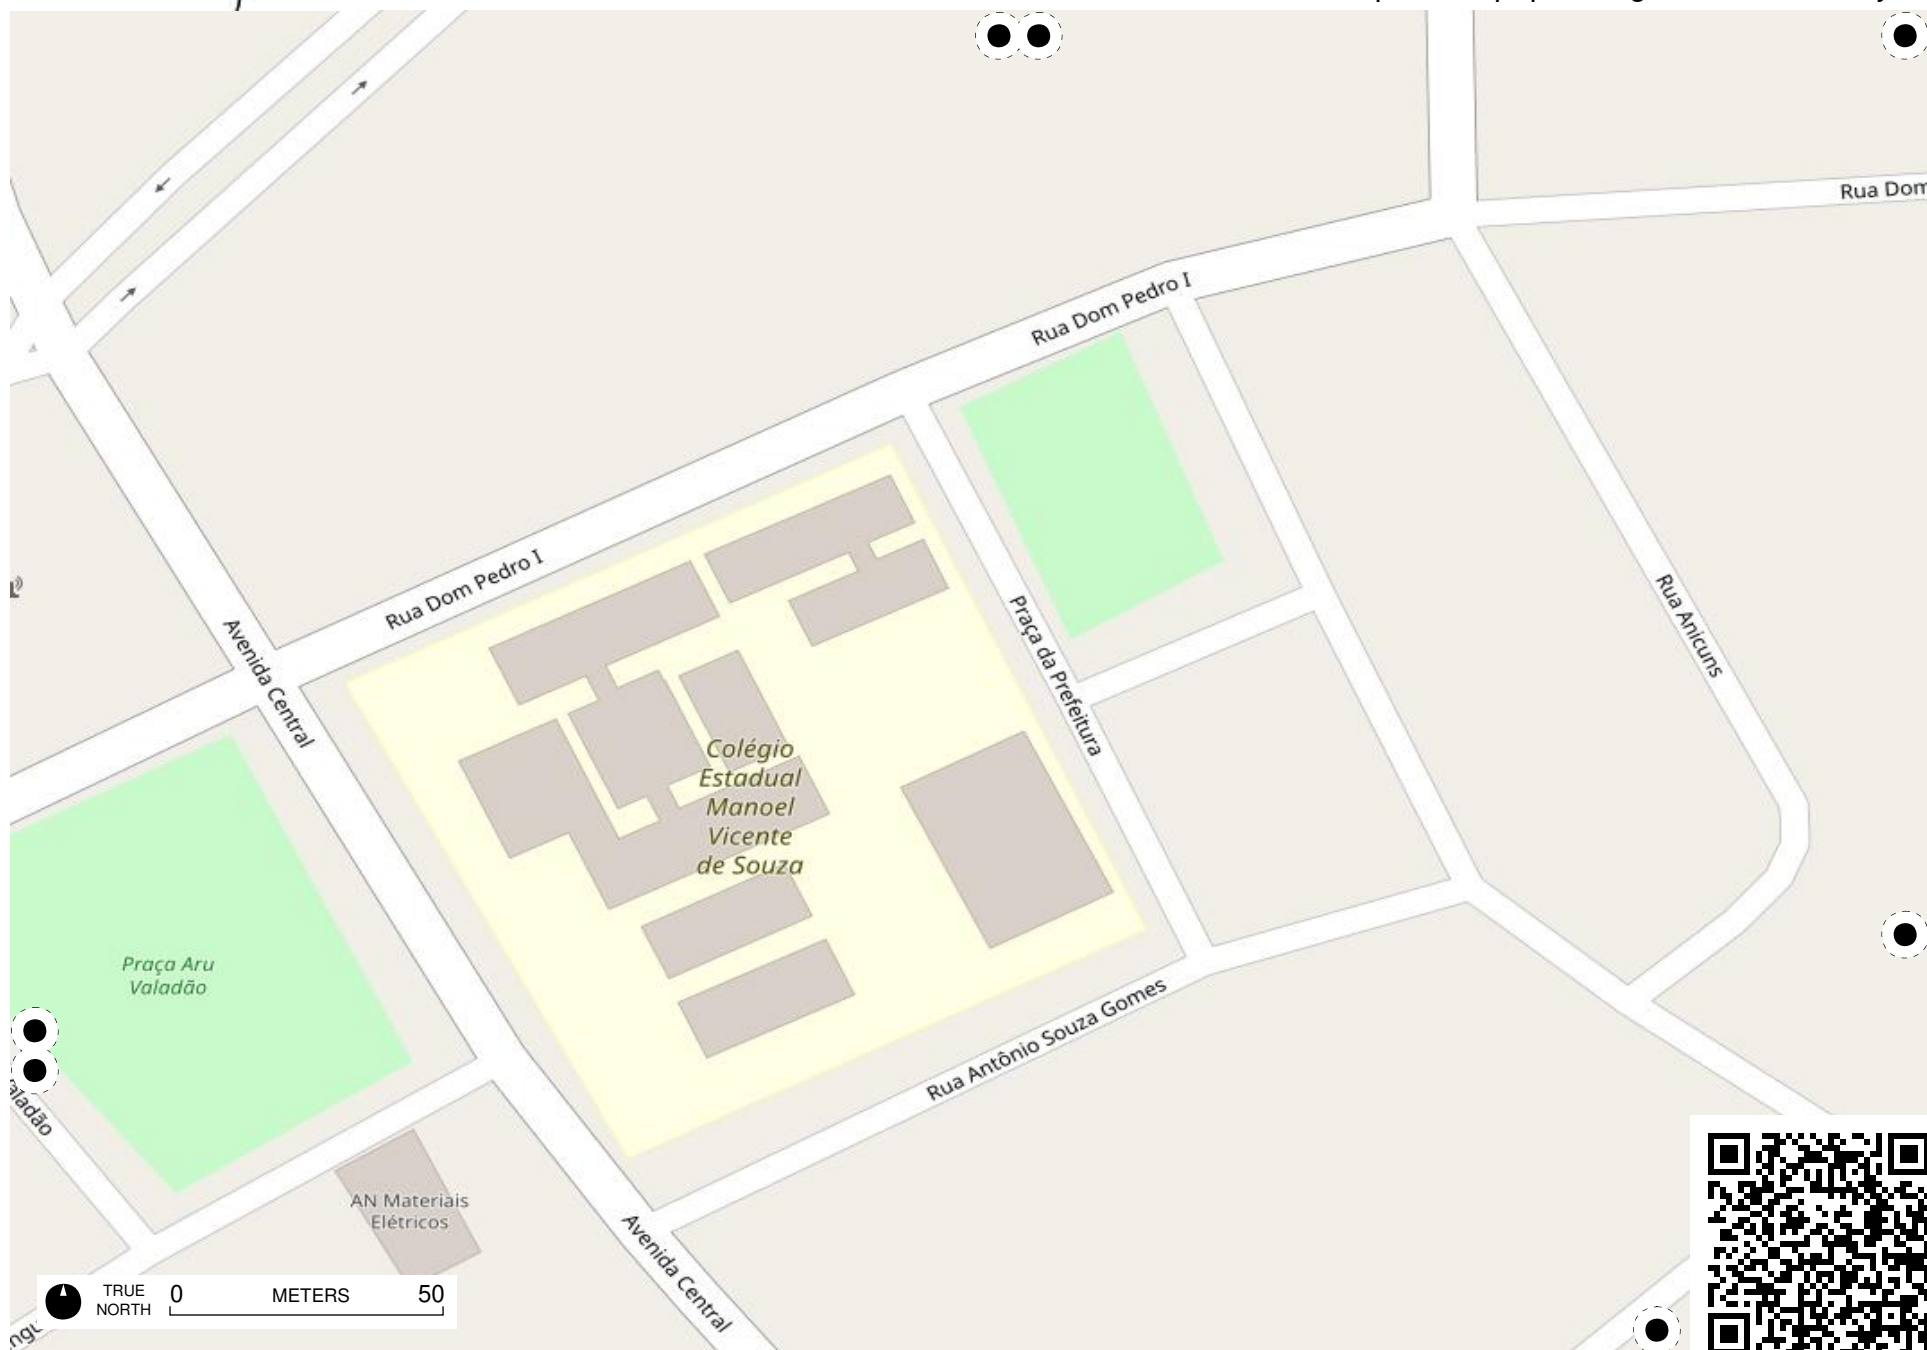 Rua Dom
Rua Dom Pedro I
Rua Dom Pedro I
Avenida Central
Praça da Prefeitura
Rua Anicuns
Colégio
Estadual
Manoel
Vicente
de Souza
Praça Aru
Valadão
Rua Antônio Souza Gomes
aladão
AN Materiais
Elétricos
Avenida Central
TRUE
NORTH
0 METERS 50